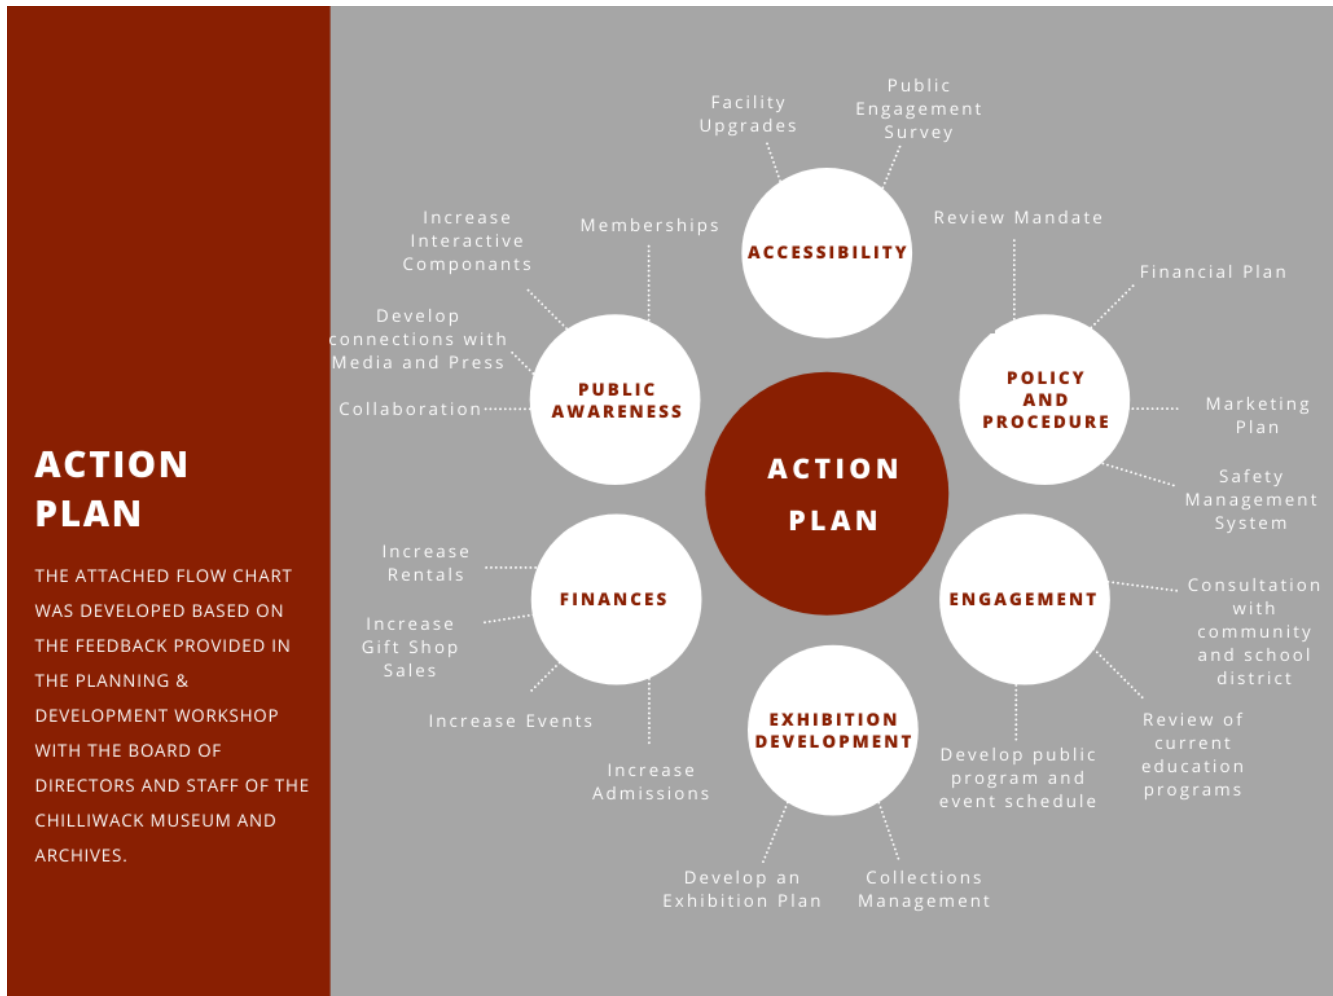 ACTION
PLAN
THE ATTACHED FLOW CHART
WAS DEVELOPED BASED ON
THE FEEDBACK PROVIDED IN
THE PLANNING &
DEVELOPMENT WORKSHOP
WITH THE BOARD OF
DIRECTORS AND STAFF OF THE
CHILLIWACK MUSEUM AND
ARCHIVES.
ACTION
PLAN
ACCESSIBILITY
Facility
Upgrades
Public
Engagement
Survey
POLICY
AND
PROCEDURE
Review Mandate
Financial Plan
Marketing
Plan
Safety
Management
System
ENGAGEMENT
Consultation
with
community
and school
district
Review of
current
education
programs
Develop public
program and
event schedule
EXHIBITION
DEVELOPMENT
Collections
Management
Develop an
Exhibition Plan
FINANCES
Increase
Admissions
Increase Events
Increase
Gift Shop
Sales
Increase
Rentals
PUBLIC
AWARENESS
Collaboration
Develop
connections with
Media and Press
Increase
Interactive
Componants
Memberships